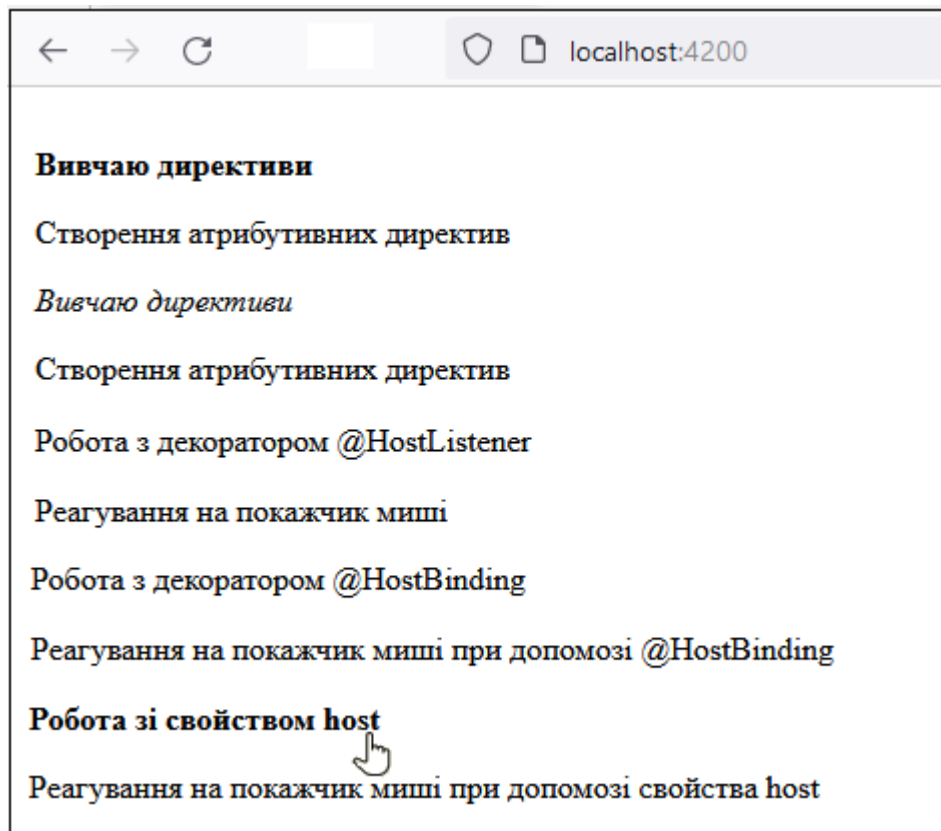 localhost:4200
Вивчаю директиви
Створення атрибутивних директив
Вивчаю директиви
Створення атрибутивних директив
Робота з декоратором @HostListener
Реагування на покажчик миші
Робота з декоратором @HostBinding
Реагування на покажчик миші при допомозі @HostBinding
Робота зі свойством host
Реагування на покажчик миші при допомозі свойства host